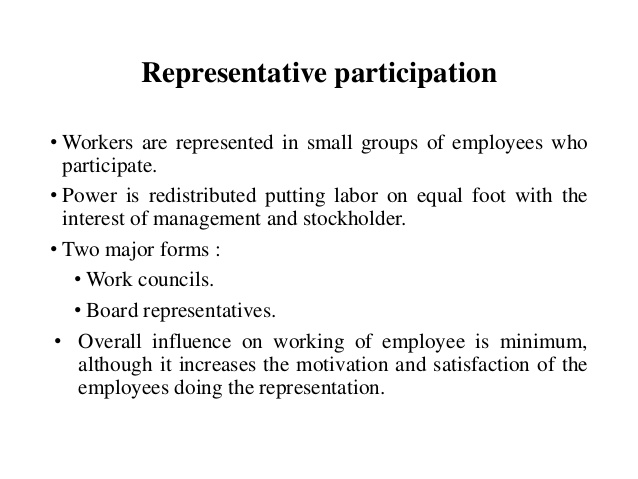 Representative participation
• Workers are represented in small groups of employees who
participate.
• Power is redistributed putting labor on equal foot with the
interest of management and stockholder.
• Two major forms :
• Work councils.
• Board representatives.
• Overall influence on working of employee is minimum,
although it increases the motivation and satisfaction of the
employees doing the representation.